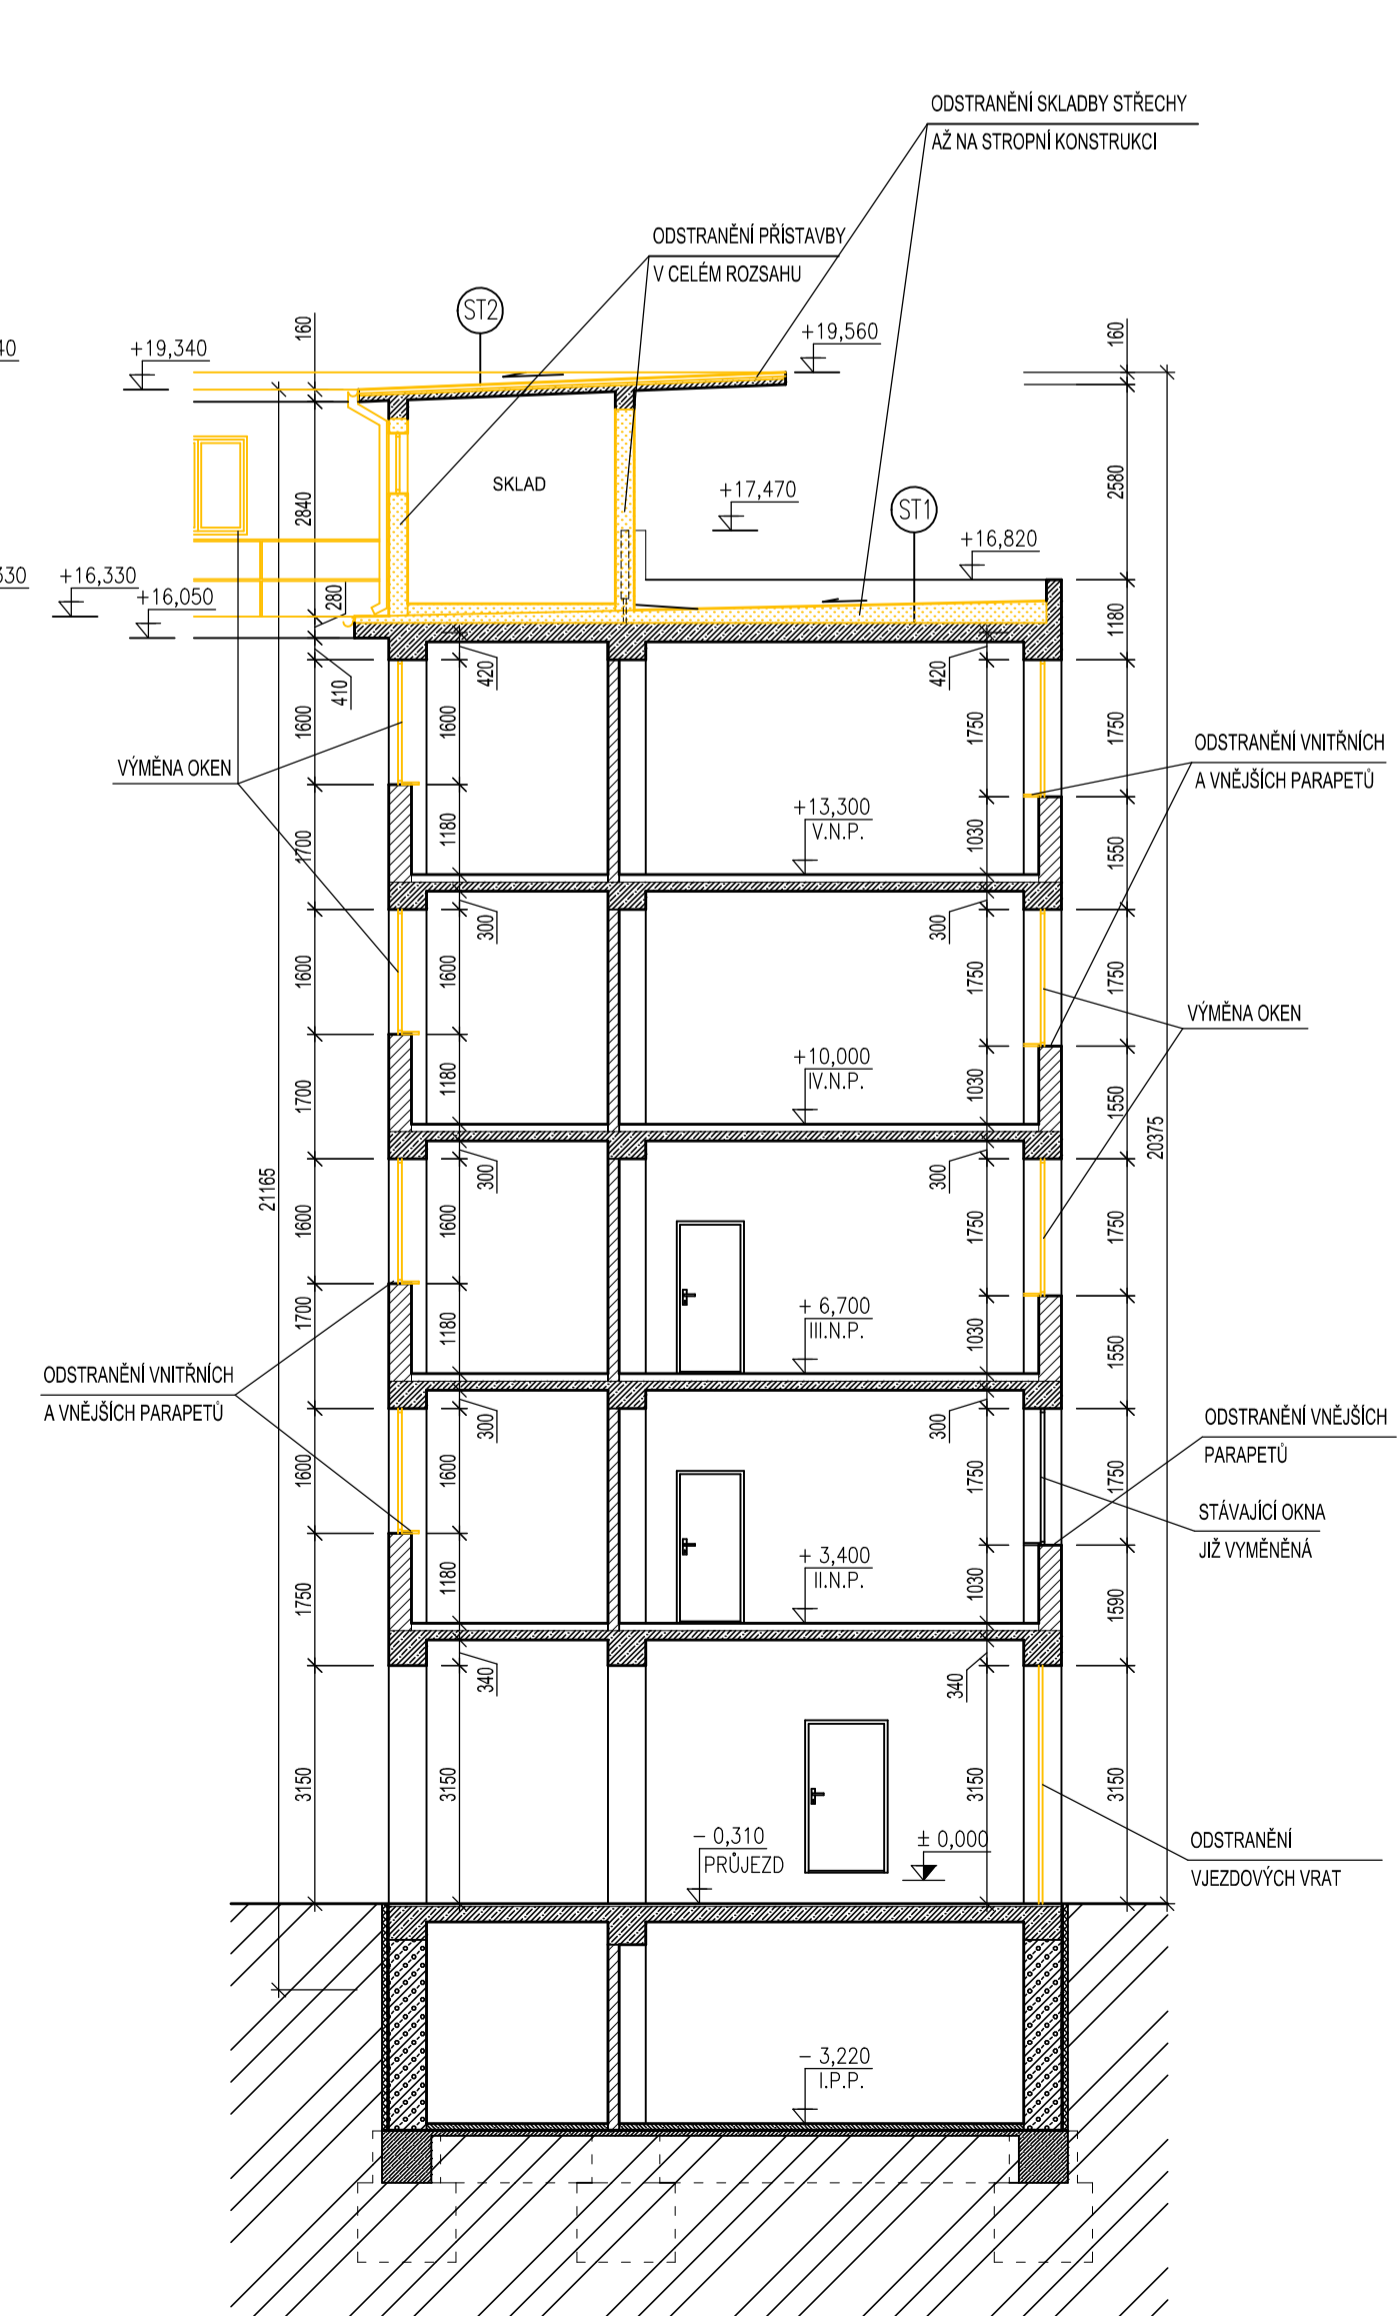 ODSTRANĚNÍ SKLADBY STŘECHY
AŽ NA STROPNÍ KONSTRUKCI
ODSTRANĚNÍ PŘÍSTAVBY
V CELÉM ROZSAHU
ST2
160
+19,340
+19,560
160
SKLAD
2840
+17,470
2580
ST1
+16,820
330
+16,330
+16,050
280
1180
410
420
420
1600
1600
1750
1750
VÝMĚNA OKEN
ODSTRANĚNÍ VNITŘNÍCH
A VNĚJŠÍCH PARAPETŮ
+13,300
V.N.P.
1700
1180
1030
1550
300
300
1600
1600
1750
1750
VÝMĚNA OKEN
+10,000
IV.N.P.
1700
1180
1030
1550
20375
21165
300
300
1600
1600
1750
1750
+ 6,700
III.N.P.
1700
1180
1030
1550
ODSTRANĚNÍ VNITŘNÍCH
A VNĚJŠÍCH PARAPETŮ
300
300
ODSTRANĚNÍ VNĚJŠÍCH
PARAPETŮ
1600
1600
1750
1750
STÁVAJÍCÍ OKNA
JIŽ VYMĚNĚNÁ
+ 3,400
II.N.P.
1750
1180
1030
1590
340
340
3150
3150
3150
3150
− 0,310
PRŮJEZD
± 0,000
ODSTRANĚNÍ
VJEZDOVÝCH VRAT
− 3,220
I.P.P.